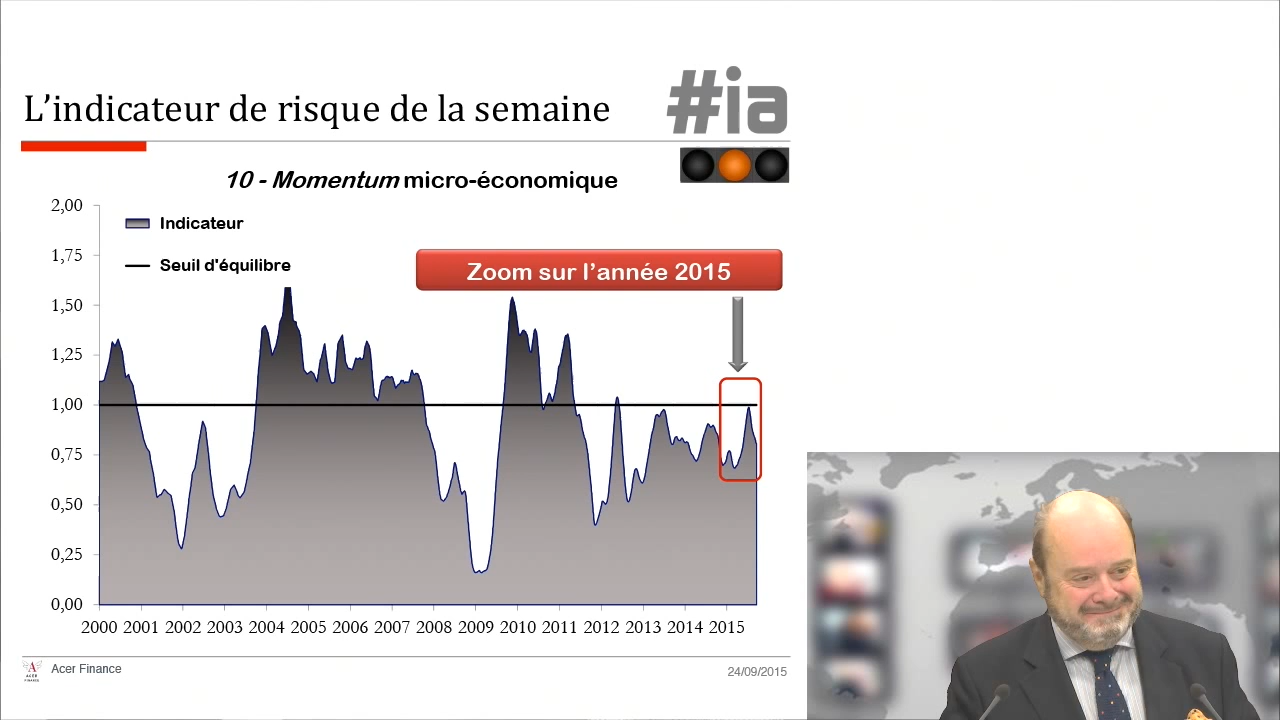 L'indicateur de risque de la semaine
#ia
10 - Momentum micro-économique
2,00
1,75
1,50
1,25
1,00
0,75
0,50
0,25
0,00
Indicateur
Seuil d'équilibre
Zoom sur l'année 2015
2000 2001 2002 2003 2004 2005 2006 2007 2008 2009 2010 2011 2012 2013 2014 2015
A
ACER
FINANCE
Acer Finance
24/09/2015